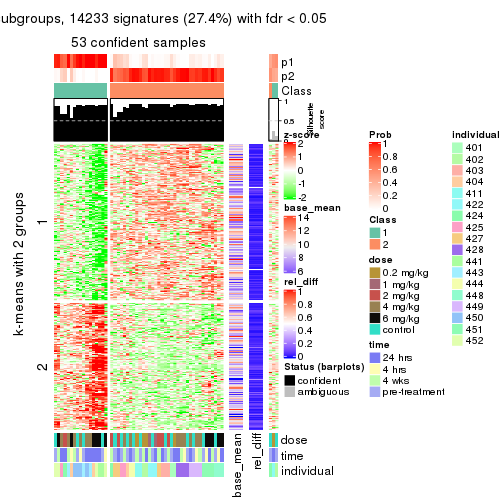 ubgroups, 14233 signatures (27.4%) with fdr < 0.05
53 confident samples
p1
p2
Class
1
0.5
0
Silhouette
score
k-means with 2 groups
1
2
base_mean
rel_diff
dose
time
individual
z-score
2
1
0
-1
-2
base_mean
14
12
10
8
6
rel_diff
1
0.8
0.6
0.4
0.2
0
Status (barplots)
confident
ambiguous
Prob
1
0.8
0.6
0.4
0.2
0
Class
1
2
dose
0.2 mg/kg
1 mg/kg
2 mg/kg
4 mg/kg
6 mg/kg
control
time
24 hrs
4 hrs
4 wks
pre-treatment
individual
401
402
403
404
411
422
424
425
427
428
441
443
444
448
449
450
451
452